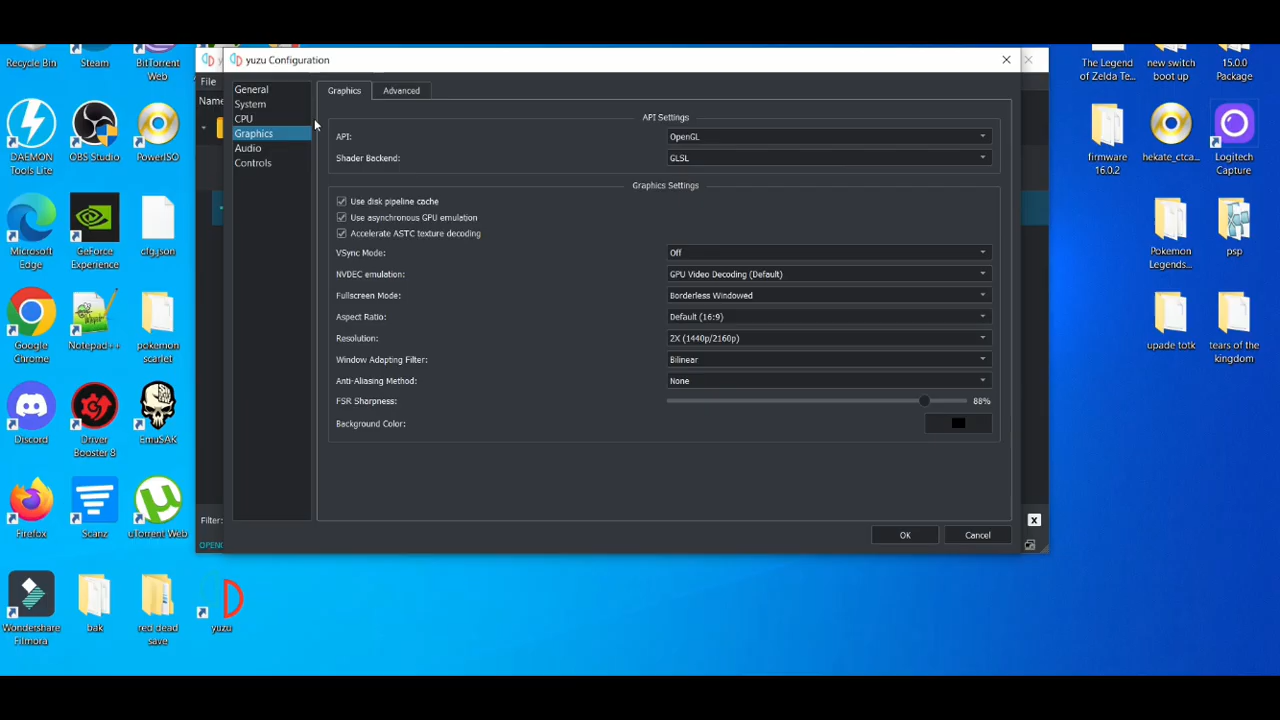 Recycle Bin
Steam
BitTorrent
Web
DAEMON
Tools Lite
OBS Studio
PowerISO
Microsoft
Edge
GeForce
Experience
cfg.json
Google
Chrome
Notepad++
pokemon
scarlet
Discord
Driver
Booster 8
EmuSAK
Firefox
Scanz
uTorrent Web
Wondershare
Filmora
bak
red dead
save
yuzu
File
Name
Filter:
yuzu Configuration
General
System
CPU
Graphics
Audio
Controls
Graphics
Advanced
API Settings
API:
OpenGL
Shader Backend:
GLSL
Graphics Settings
Use disk pipeline cache
Use asynchronous GPU emulation
Accelerate ASTC texture decoding
VSync Mode:
Off
NVDEC emulation:
GPU Video Decoding (Default)
Fullscreen Mode:
Borderless Windowed
Aspect Ratio:
Default (16:9)
Resolution:
2X (1440p/2160p)
Window Adapting Filter:
Bilinear
Anti-Aliasing Method:
None
FSR Sharpness:
88%
Background Color:
OK
Cancel
X
The Legend
of Zelda Te...
new switch
boot up
15.0.0
Package
firmware
16.0.2
hekate_ctca...
Logitech
Capture
Pokemon
Legends...
psp
upade totk
tears of the
kingdom